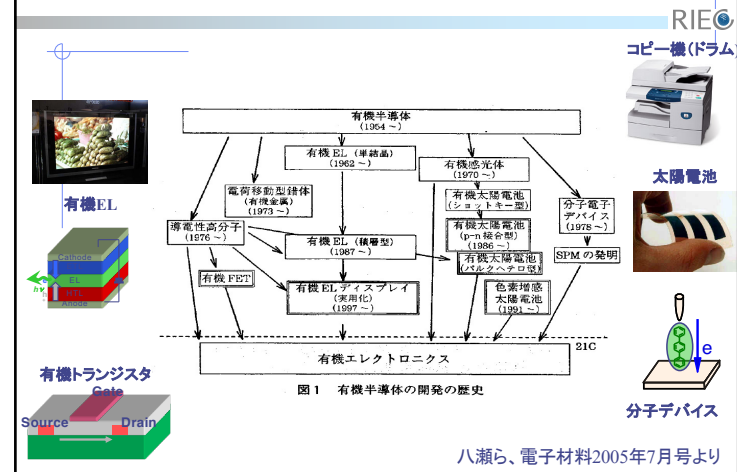 RIEC
コピー機(ドラム)
有機半導体
(1954～)
有機EL(単結晶)
(1962～)
有機感光体
(1970～)
電荷移動型錯体
(有機金属)
(1973～)
有機太陽電池
(ショットキー型)
分子電子
デバイス
(1978～)
太陽電池
有機EL
導電性高分子
(1976～)
有機EL(積層型)
(1987～)
有機太陽電池
(p-n接合型)
(1986～)
有機太陽電池
(バルクヘテロ型)
SPMの発明
有機FET
有機ELディスプレイ
(実用化)
(1997～)
色素増感
太陽電池
(1991～)
Cathode
EL
HTL
Anode
hν
21C
有機エレクトロニクス
図1 有機半導体の開発の歴史
e
有機トランジスタ
Gate
Source
Drain
分子デバイス
八瀬ら、電子材料2005年7月号より